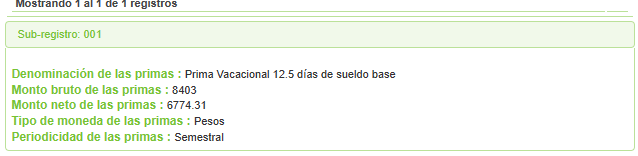 Mostrando 1 al 1 de 1 registros
Sub-registro: 001
Denominación de las primas : Prima Vacacional 12.5 días de sueldo base
Monto bruto de las primas : 8403
Monto neto de las primas : 6774.31
Tipo de moneda de las primas : Pesos
Periodicidad de las primas : Semestral